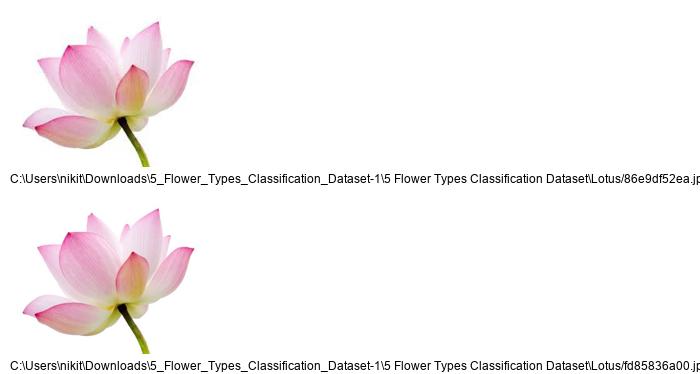 C:\Users\nikit\Downloads\5_Flower_Types_Classification_Dataset-1\5 Flower Types Classification Dataset\Lotus/86e9df52ea.jp
C:\Users\nikit\Downloads\5_Flower_Types_Classification_Dataset-1\5 Flower Types Classification Dataset\Lotus/fd85836a00.jp